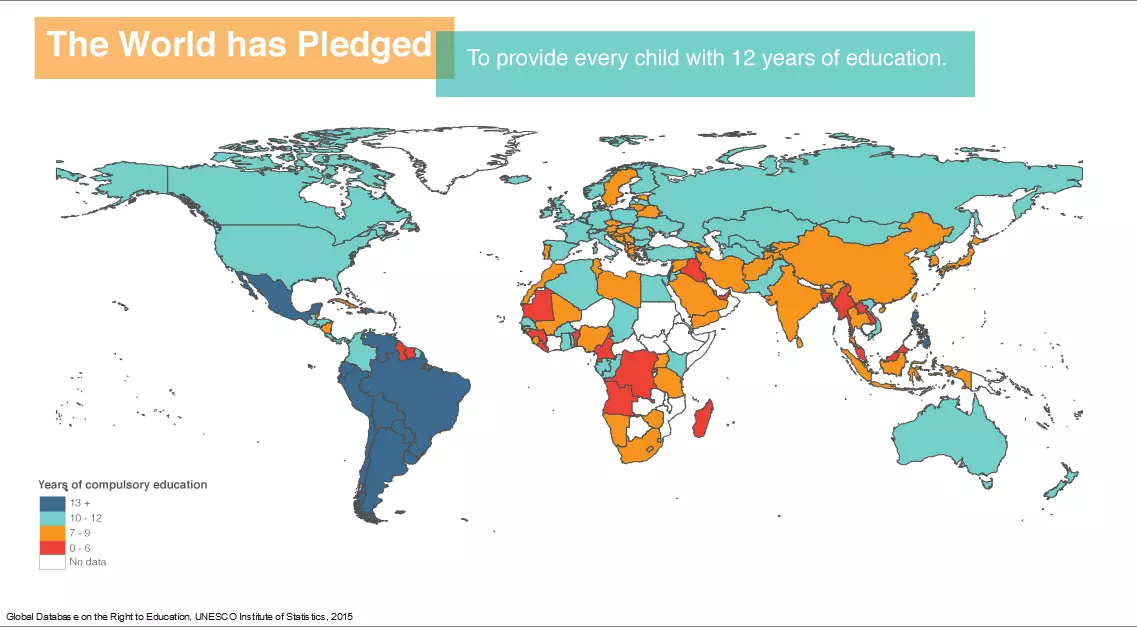 The World has Pledged
To provide every child with 12 years of education.
Years of compulsory education
13 +
10 - 12
7 - 9
0 - 6
No data
Global Database on the Right to Education, UNESCO Institute of Statistics, 2015